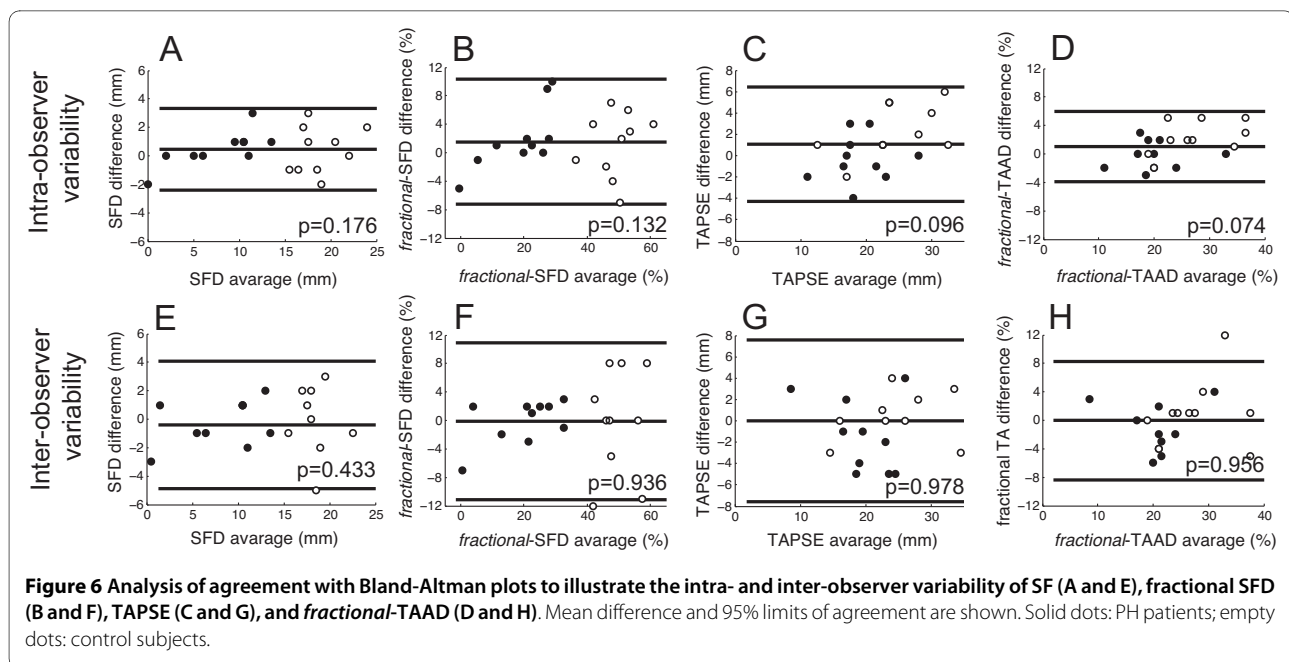 A
B
C
D
Intra-observer
variability
SFD difference (mm)
6
4
2
0
−2
−4
−6
0 5 10 15 20 25
SFD avarage (mm)
p=0.176
fractional-SFD difference (%)
12
8
4
0
−4
−8
−12
0 10 20 30 40 50 60
fractional-SFD avarage (%)
p=0.132
TAPSE difference (mm)
8
6
4
2
0
−2
−4
−6
−8
10 20 30
TAPSE avarage (mm)
p=0.096
fractional-TAAD difference (%)
12
8
4
0
−4
−8
−12
0 10 20 30 40
fractional-TAAD avarage (%)
p=0.074
E
F
G
H
Inter-observer
variability
SFD difference (mm)
6
4
2
0
−2
−4
−6
0 5 10 15 20 25
SFD avarage (mm)
p=0.433
fractional-SFD difference (%)
12
8
4
0
−4
−8
−12
0 10 20 30 40 50 60
fractional-SFD avarage (%)
p=0.936
TAPSE difference (mm)
8
6
4
2
0
−2
−4
−6
−8
10 20 30
TAPSE avarage (mm)
p=0.978
fractional TA difference (%)
12
8
4
0
−4
−8
−12
0 10 20 30 40
fractional-TAAD avarage (%)
p=0.956
Figure 6 Analysis of agreement with Bland-Altman plots to illustrate the intra- and inter-observer variability of SF (A and E), fractional SFD
(B and F), TAPSE (C and G), and fractional-TAAD (D and H). Mean difference and 95% limits of agreement are shown. Solid dots: PH patients; empty
dots: control subjects.